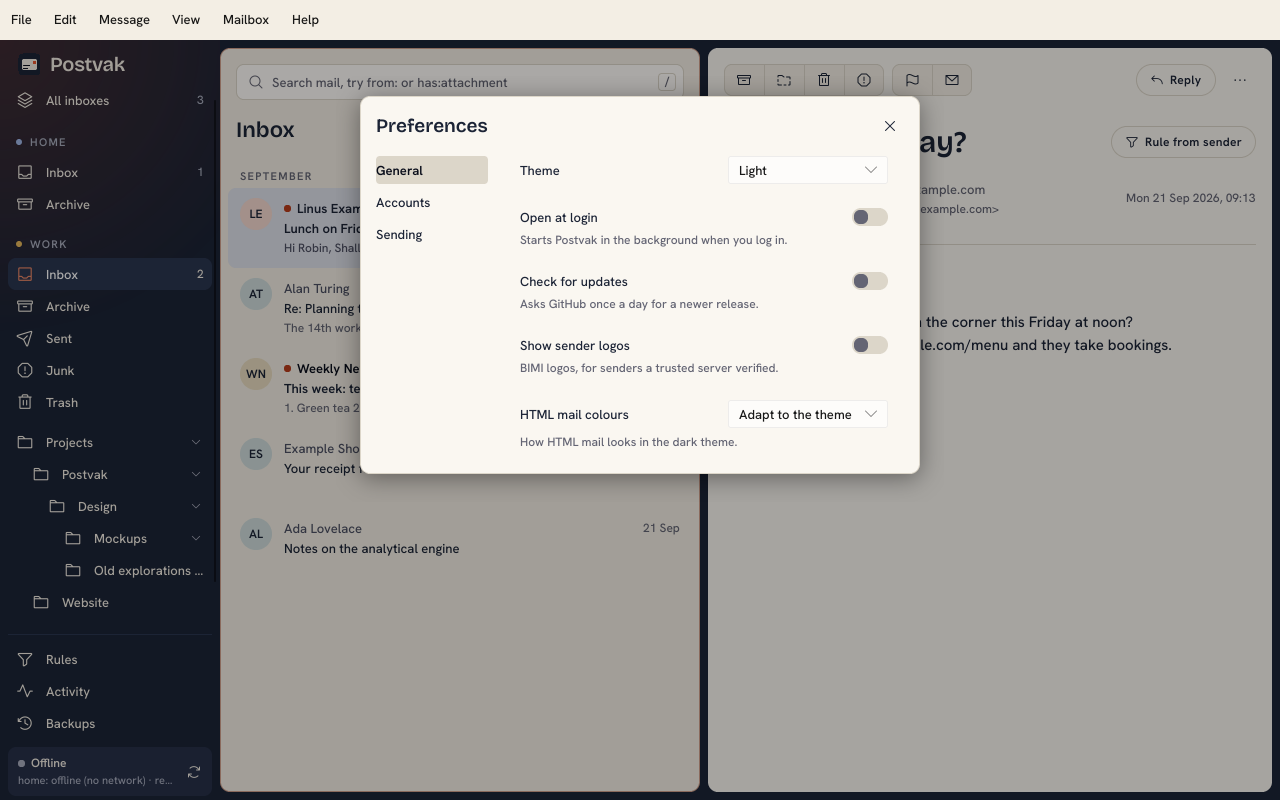 File Edit Message View Mailbox Help
Postvak
All inboxes 3
HOME
Inbox 1
Archive
WORK
Inbox 2
Archive
Sent
Junk
Trash
Projects
Postvak
Design
Mockups
Old explorations ...
Website
Rules
Activity
Backups
Offline
home: offline (no network) · re...
Search mail, try from: or has:attachment /
Inbox
SEPTEMBER
LE Linus Exam
Lunch on Frid
Hi Robin, Shall
AT Alan Turing
Re: Planning t
The 14th work
WN Weekly Ne
This week: te
1. Green tea 2
ES Example Sho
Your receipt
AL Ada Lovelace 21 Sep
Notes on the analytical engine
Reply
ay?
Rule from sender
ample.com
example.com>
Mon 21 Sep 2026, 09:13
the corner this Friday at noon?
le.com/menu and they take bookings.
Preferences
General
Accounts
Sending
Theme Light
Open at login
Starts Postvak in the background when you log in.
Check for updates
Asks GitHub once a day for a newer release.
Show sender logos
BIMI logos, for senders a trusted server verified.
HTML mail colours Adapt to the theme
How HTML mail looks in the dark theme.